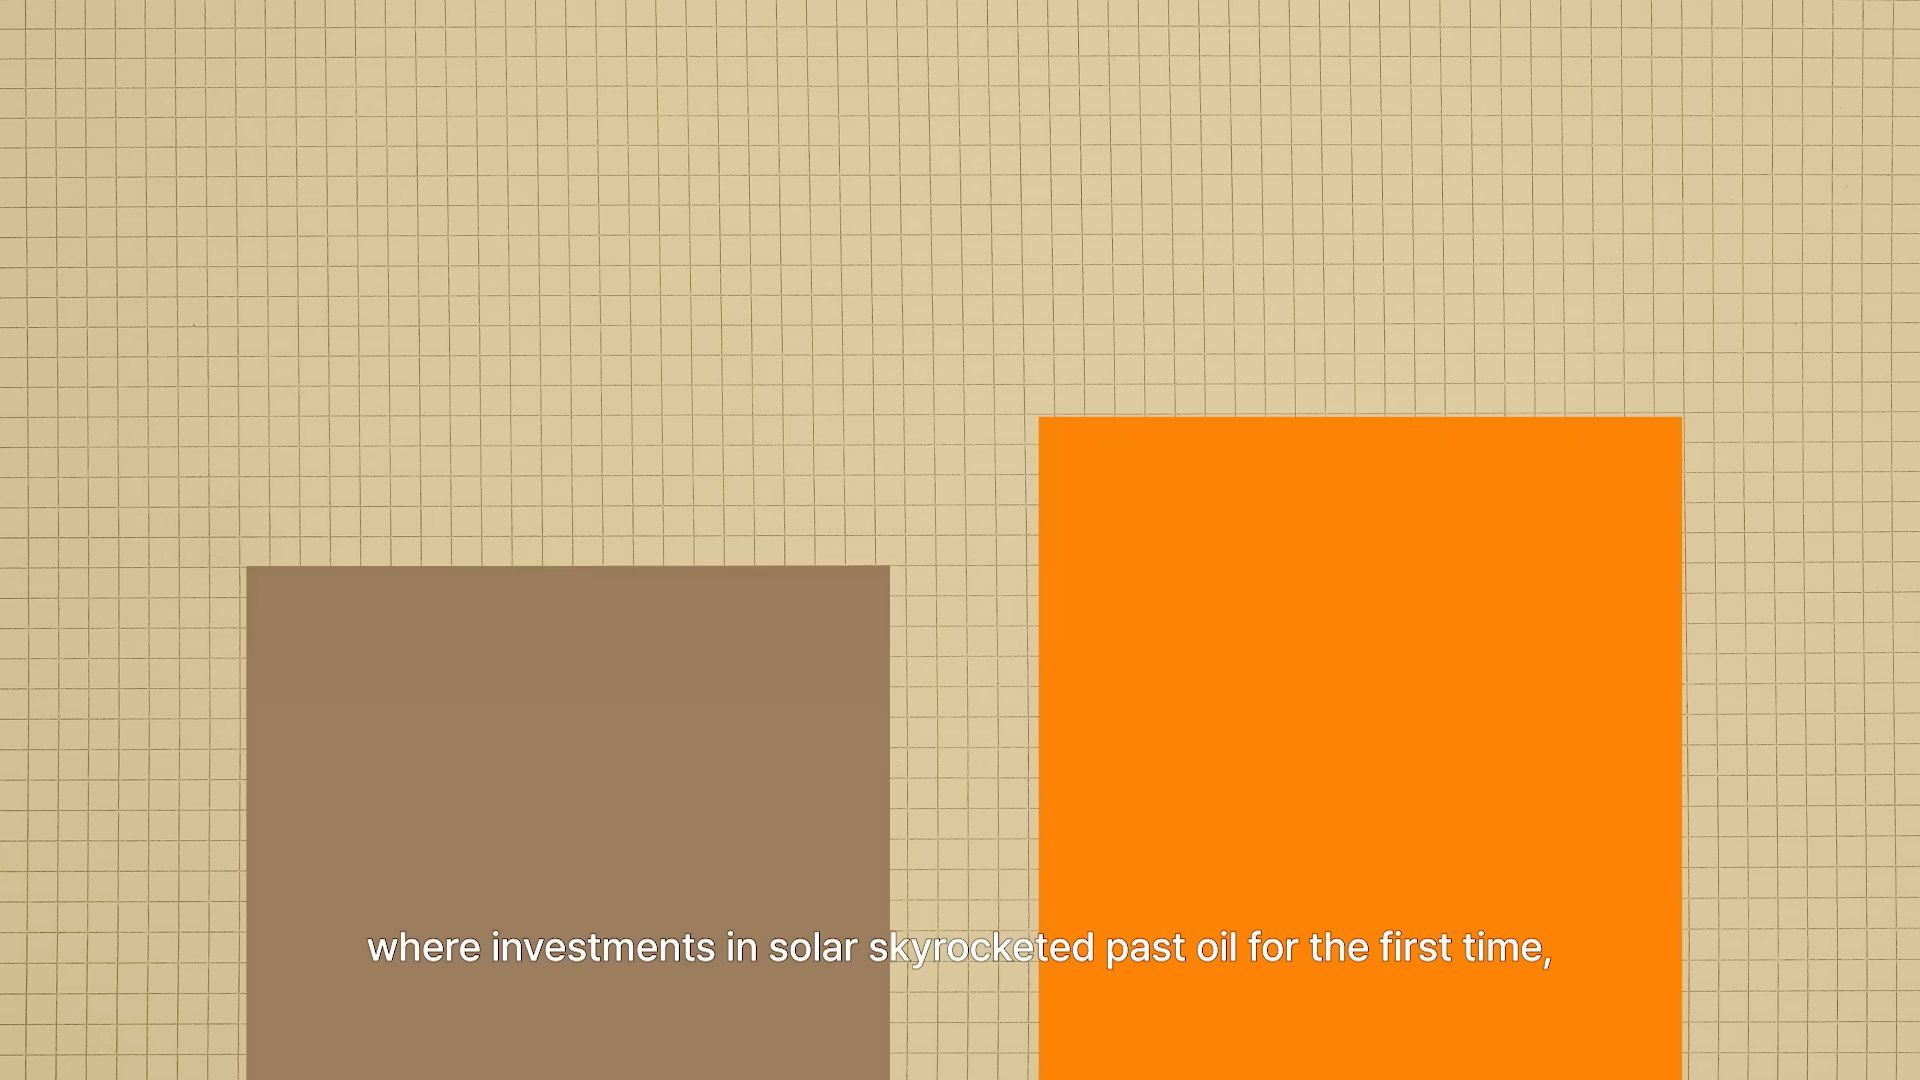 where investments in solar skyrocketed past oil for the first time,